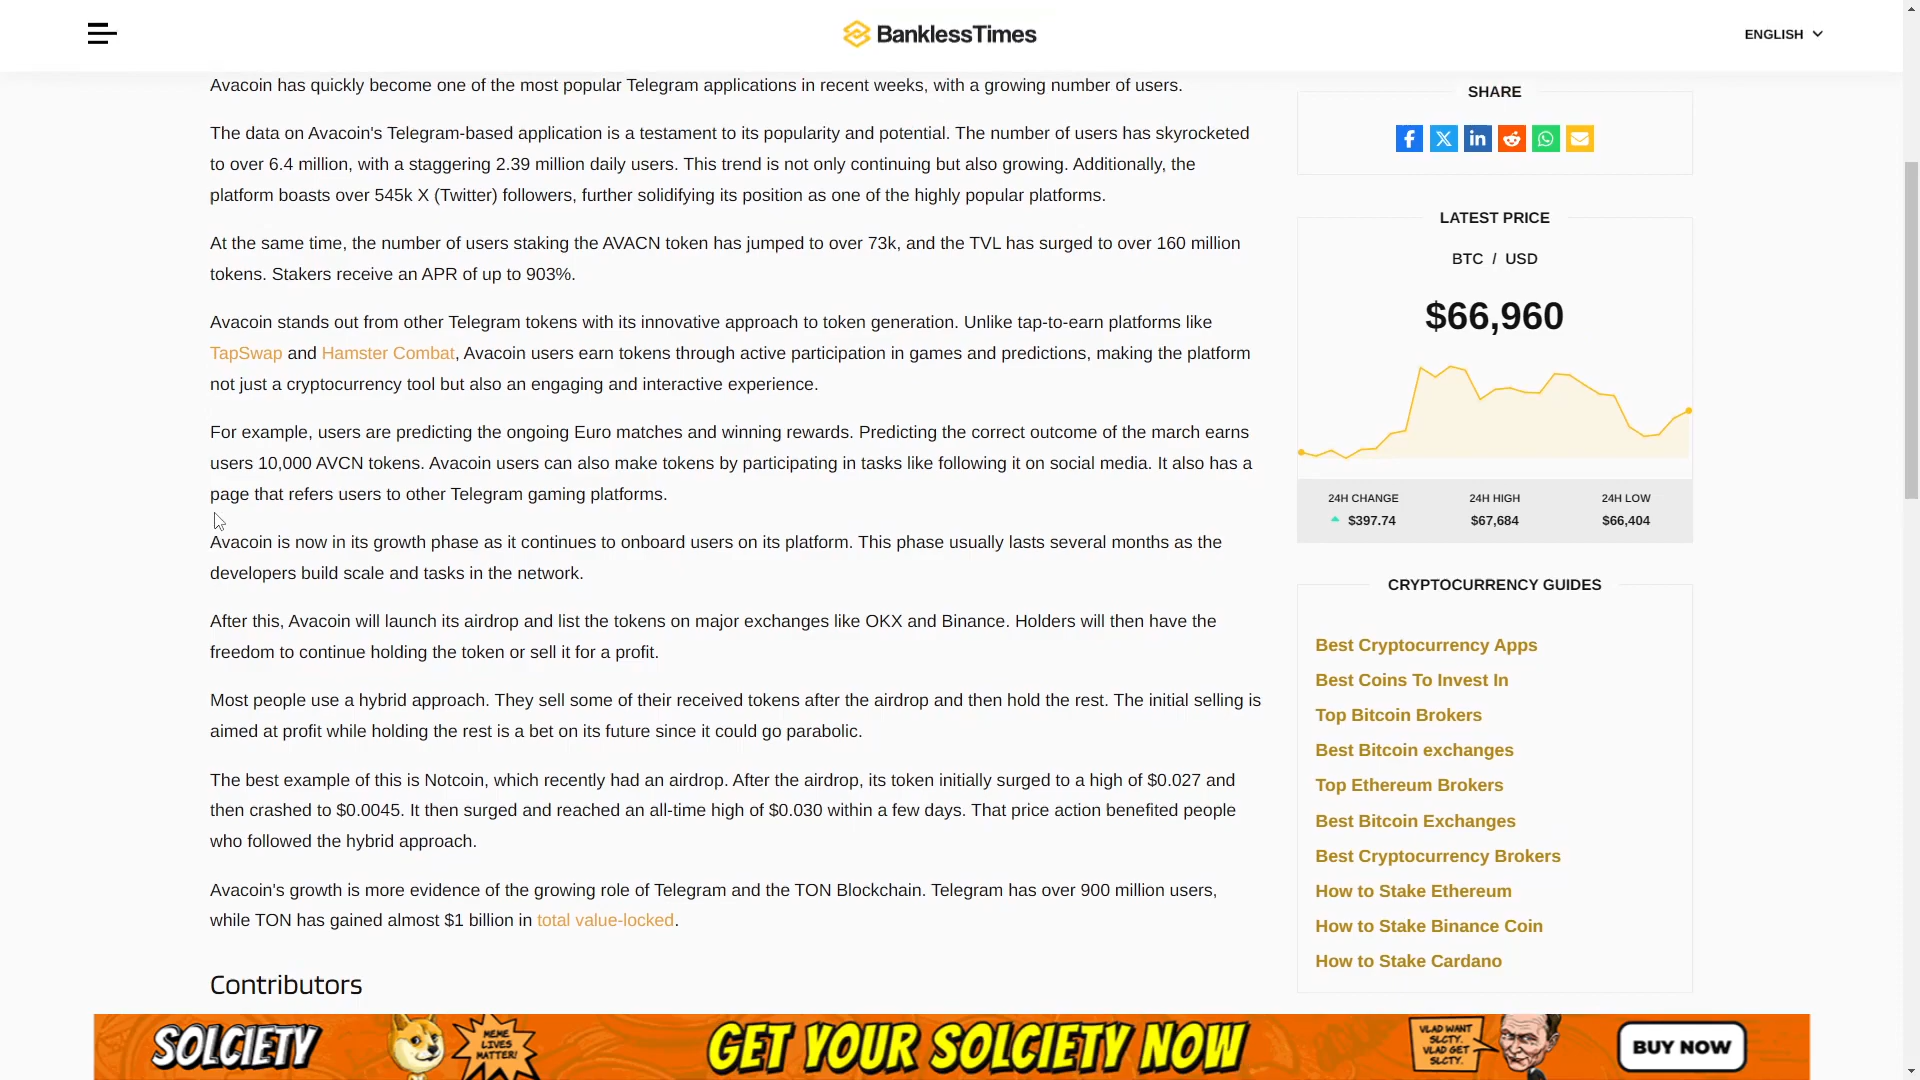 BanklessTimes
ENGLISH
Avacoin has quickly become one of the most popular Telegram applications in recent weeks, with a growing number of users.
The data on Avacoin's Telegram-based application is a testament to its popularity and potential. The number of users has skyrocketed
to over 6.4 million, with a staggering 2.39 million daily users. This trend is not only continuing but also growing. Additionally, the
platform boasts over 545k X (Twitter) followers, further solidifying its position as one of the highly popular platforms.
At the same time, the number of users staking the AVACN token has jumped to over 73k, and the TVL has surged to over 160 million
tokens. Stakers receive an APR of up to 903%.
Avacoin stands out from other Telegram tokens with its innovative approach to token generation. Unlike tap-to-earn platforms like
TapSwap and Hamster Combat, Avacoin users earn tokens through active participation in games and predictions, making the platform
not just a cryptocurrency tool but also an engaging and interactive experience.
For example, users are predicting the ongoing Euro matches and winning rewards. Predicting the correct outcome of the march earns
users 10,000 AVCN tokens. Avacoin users can also make tokens by participating in tasks like following it on social media. It also has a
page that refers users to other Telegram gaming platforms.
Avacoin is now in its growth phase as it continues to onboard users on its platform. This phase usually lasts several months as the
developers build scale and tasks in the network.
After this, Avacoin will launch its airdrop and list the tokens on major exchanges like OKX and Binance. Holders will then have the
freedom to continue holding the token or sell it for a profit.
Most people use a hybrid approach. They sell some of their received tokens after the airdrop and then hold the rest. The initial selling is
aimed at profit while holding the rest is a bet on its future since it could go parabolic.
The best example of this is Notcoin, which recently had an airdrop. After the airdrop, its token initially surged to a high of $0.027 and
then crashed to $0.0045. It then surged and reached an all-time high of $0.030 within a few days. That price action benefited people
who followed the hybrid approach.
Avacoin's growth is more evidence of the growing role of Telegram and the TON Blockchain. Telegram has over 900 million users,
while TON has gained almost $1 billion in total value-locked.
Contributors
SHARE
LATEST PRICE
BTC / USD
$66,960
24H CHANGE
$397.74
24H HIGH
$67,684
24H LOW
$66,404
CRYPTOCURRENCY GUIDES
Best Cryptocurrency Apps
Best Coins To Invest In
Top Bitcoin Brokers
Best Bitcoin exchanges
Top Ethereum Brokers
Best Bitcoin Exchanges
Best Cryptocurrency Brokers
How to Stake Ethereum
How to Stake Binance Coin
How to Stake Cardano
SOLCIETY
MEME
LIVES
MATTER!
GET YOUR SOLCIETY NOW
VLAD WANT
SLCTY.
VLAD GET
SLCTY.
BUY NOW